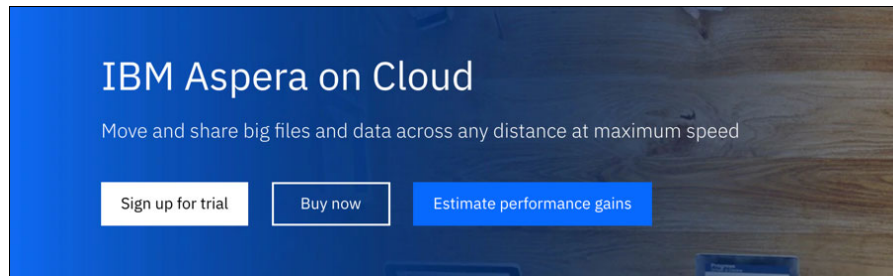 IBM Aspera on Cloud
Move and share big files and data across any distance at maximum speed
Sign up for trial
Buy now
Estimate performance gains